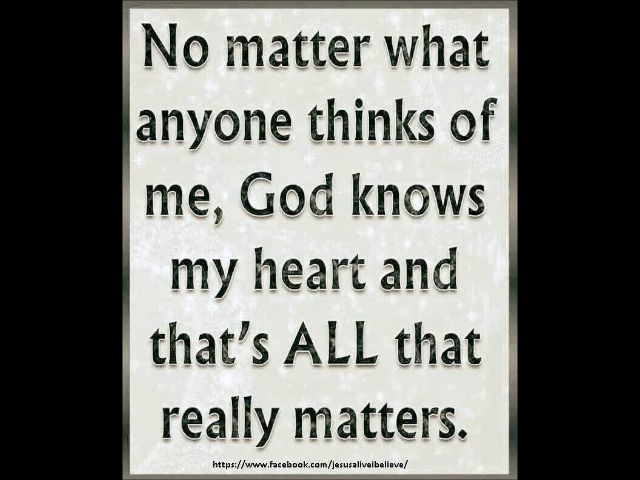 No matter what
anyone thinks of
me, God knows
my heart and
that's ALL that
really matters.
https://www.facebook.com/jesusaliveibelieve/